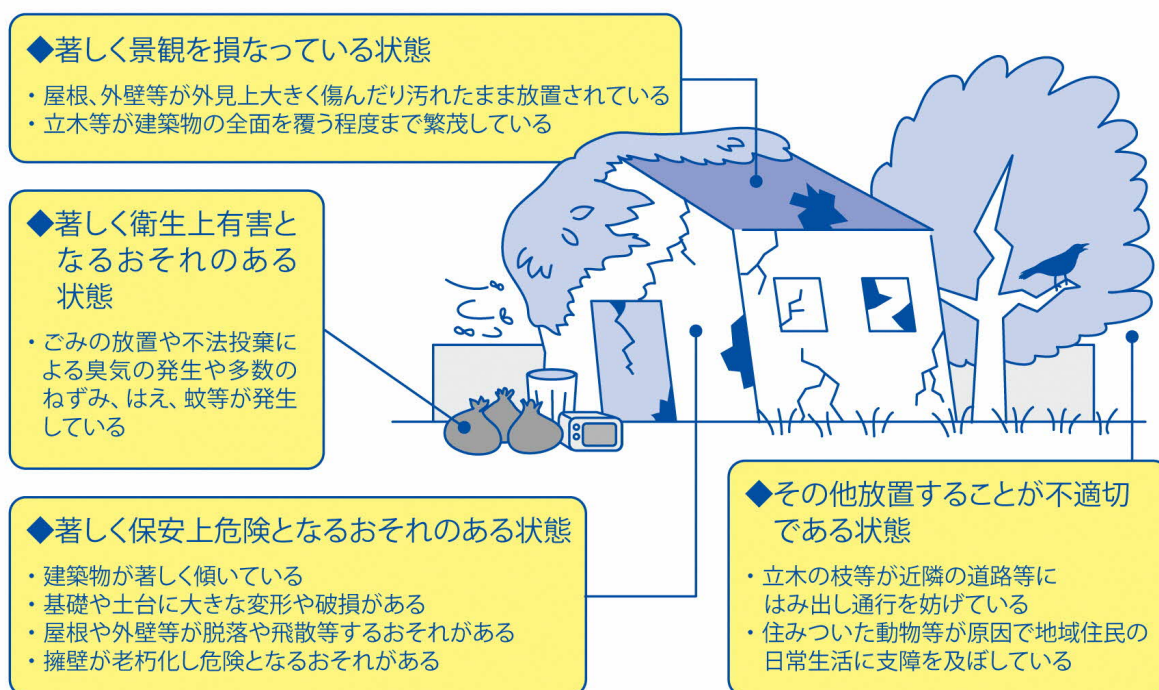 ◆著しく景観を損なっている状態
・屋根、外壁等が外見上大きく傷んだり汚れたまま放置されている
・立木等が建築物の全面を覆う程度まで繁茂している
◆著しく衛生上有害と
なるおそれのある
状態
・ごみの放置や不法投棄に
よる臭気の発生や多数の
ねずみ、はえ、蚊等が発生
している
◆著しく保安上危険となるおそれのある状態
・建築物が著しく傾いている
・基礎や土台に大きな変形や破損がある
・屋根や外壁等が脱落や飛散等するおそれがある
・擁壁が老朽化し危険となるおそれがある
◆その他放置することが不適切
である状態
・立木の枝等が近隣の道路等に
はみ出し通行を妨げている
・住みついた動物等が原因で地域住民の
日常生活に支障を及ぼしている